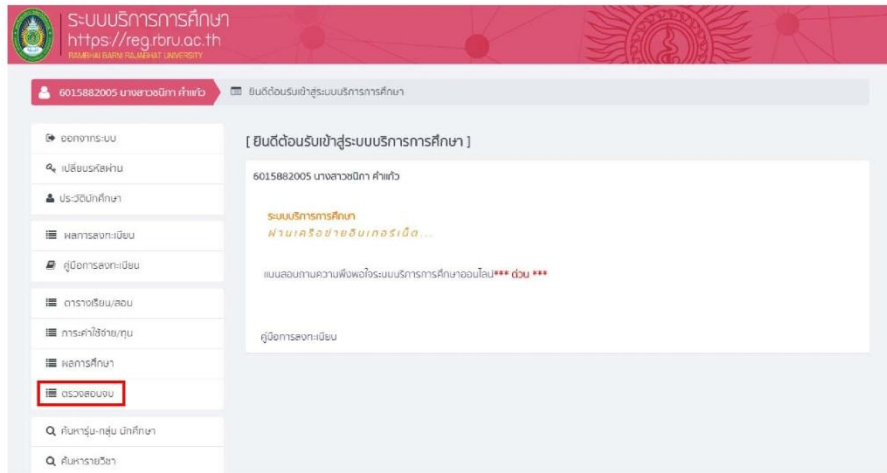 ระบบบริการการศึกษา
https://reg.rbru.ac.th
RAMBHAI BARNI RAJABHAT UNIVERSITY
6015882005 นางสาวชนิภา คำแก้ว
ยินดีต้อนรับเข้าสู่ระบบบริการการศึกษา
ออกจากระบบ
เปลี่ยนรหัสผ่าน
ประวัตินักศึกษา
ผลการลงทะเบียน
คู่มือการลงทะเบียน
ตารางเรียน/สอบ
ภาระค่าใช้จ่าย/ทุน
ผลการศึกษา
ตรวจสอบจบ
ค้นหารุ่น-กลุ่ม นักศึกษา
ค้นหารายวิชา
[ ยินดีต้อนรับเข้าสู่ระบบบริการการศึกษา ]
6015882005 นางสาวชนิภา คำแก้ว
ระบบบริการการศึกษา
ผ่านเครือข่ายอินเทอร์เน็ต...
แบบสอบถามความพึงพอใจระบบบริการการศึกษาออนไลน์*** ด่วน ***
คู่มือการลงทะเบียน